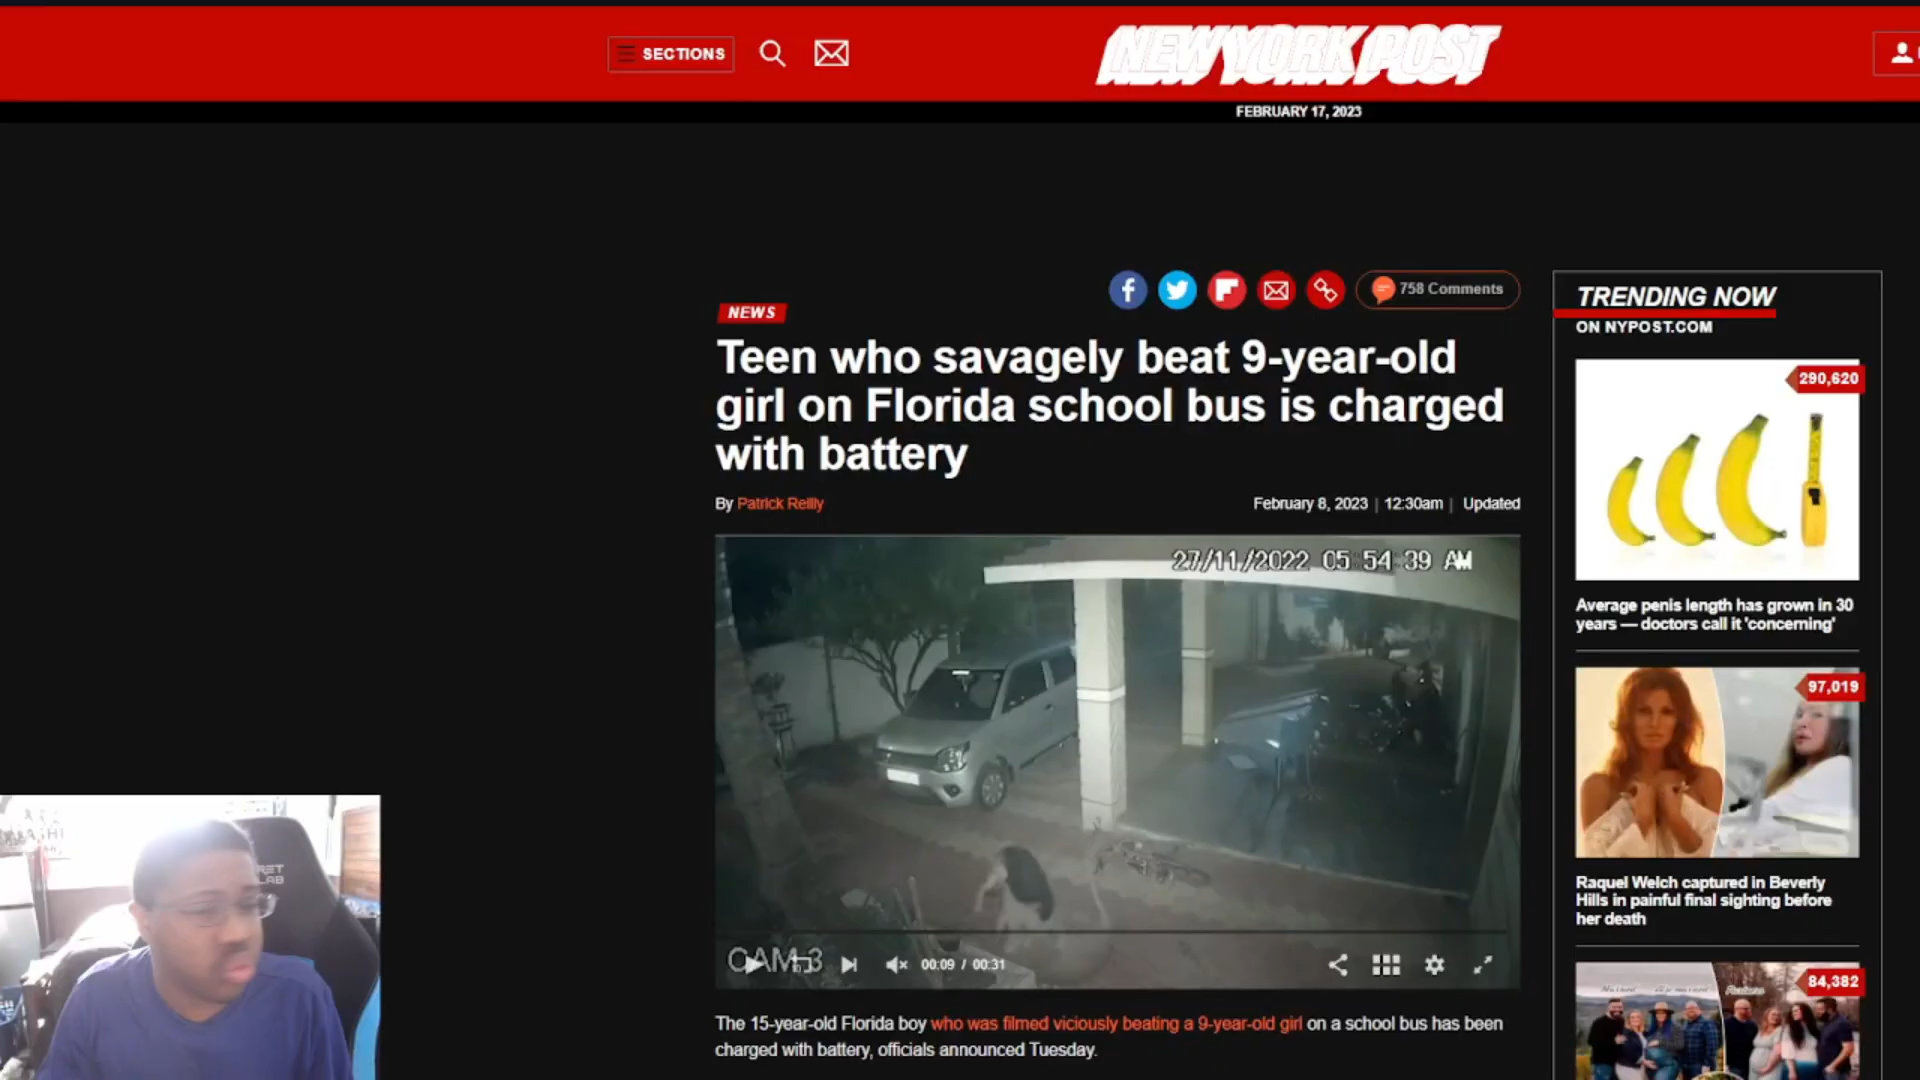 SECTIONS
NEW YORK POST
FEBRUARY 17, 2023
758 Comments
NEWS
Teen who savagely beat 9-year-old
girl on Florida school bus is charged
with battery
By Patrick Reilly
February 8, 2023 | 12:30am | Updated
27/11/2022 05:54:39 AM
CAM 3
00:09 / 00:31
The 15-year-old Florida boy who was filmed viciously beating a 9-year-old girl on a school bus has been
charged with battery, officials announced Tuesday.
TRENDING NOW
ON NYPOST.COM
290,620
Average penis length has grown in 30
years — doctors call it 'concerning'
97,019
Raquel Welch captured in Beverly
Hills in painful final sighting before
her death
84,382